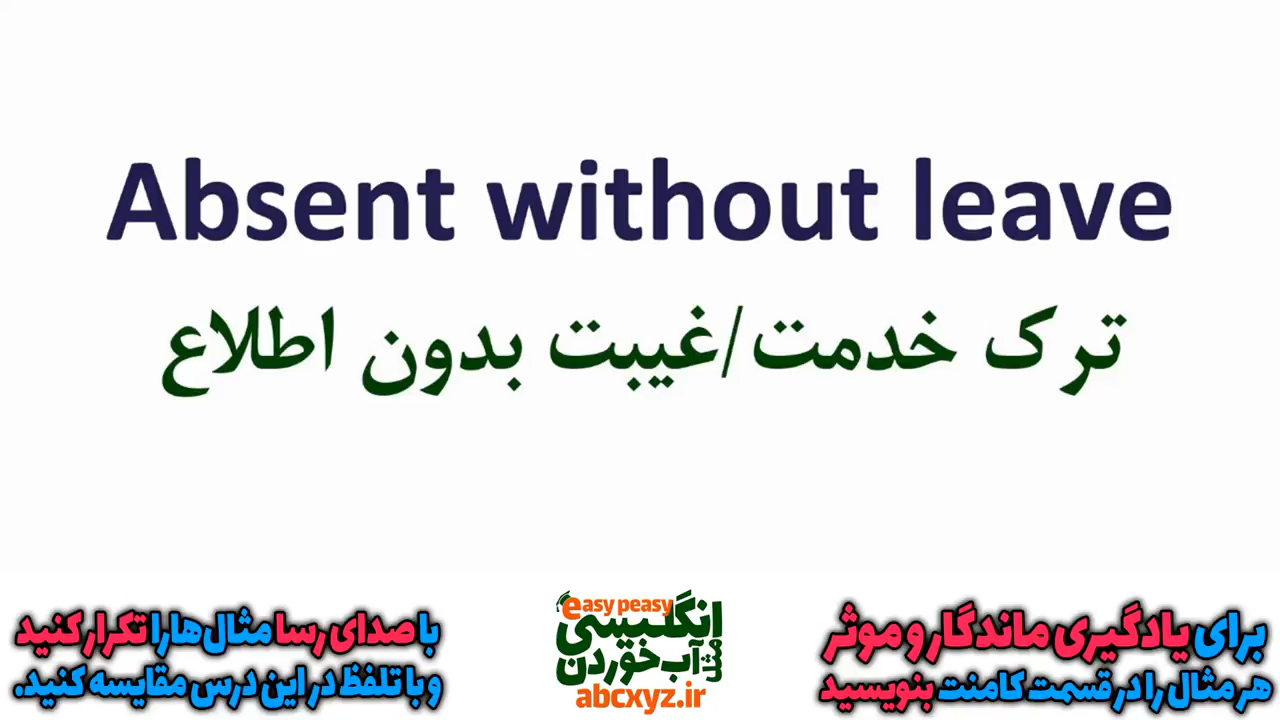 Absent without leave
ترک خدمت/غیبت بدون اطلاع
برای یادگیری ماندگار و موثر
هر مثال را در قسمت کامنت بنویسید
easy peasy
انگلیسی
مثل آب خوردن
abcxyz.ir
با صدای رسا مثال‌ها را تکرار کنید
و با تلفظ در این درس مقایسه کنید.